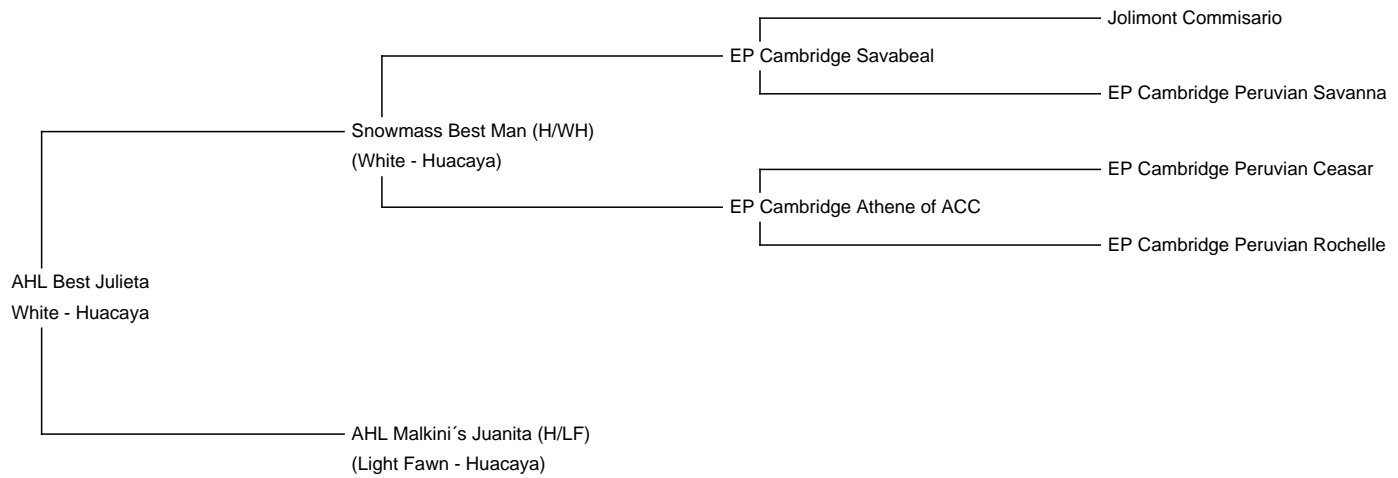 Jolimont Commisario
EP Cambridge Savabeal
EP Cambridge Peruvian Savanna
Snowmass Best Man (H/WH)
(White - Huacaya)
EP Cambridge Peruvian Ceasar
EP Cambridge Athene of ACC
EP Cambridge Peruvian Rochelle
AHL Best Julieta
White - Huacaya
AHL Malkini´s Juanita (H/LF)
(Light Fawn - Huacaya)